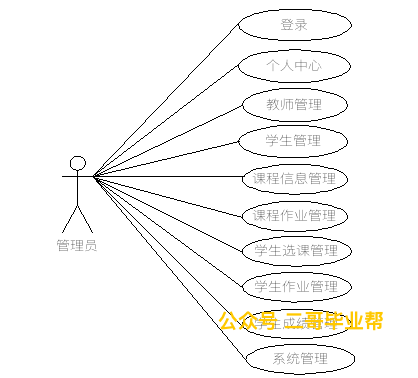 登录
个人中心
教师管理
学生管理
课程信息管理
管理员
课程作业管理
学生选课管理
学生作业管理
学生成绩管理
公众号 二哥毕业帮
系统管理